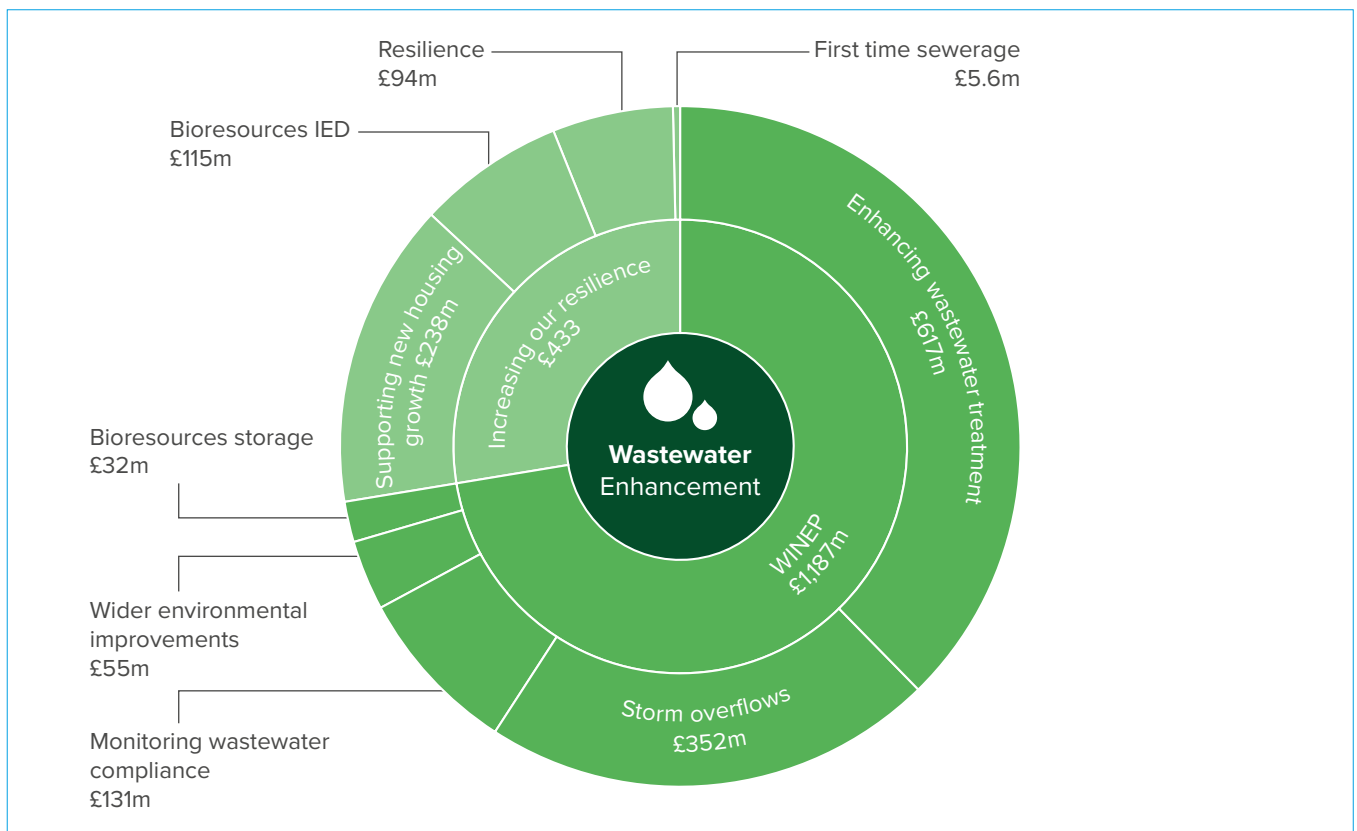 Resilience
£94m
First time sewerage
£5.6m
Bioresources IED
£115m
Enhancing wastewater treatment
£617m
Increasing our resilience
£433
Supporting new housing
growth £238m
Wastewater
Enhancement
Bioresources storage
£32m
WINEP
£1,187m
Wider environmental
improvements
£55m
Storm overflows
£352m
Monitoring wastewater
compliance
£131m